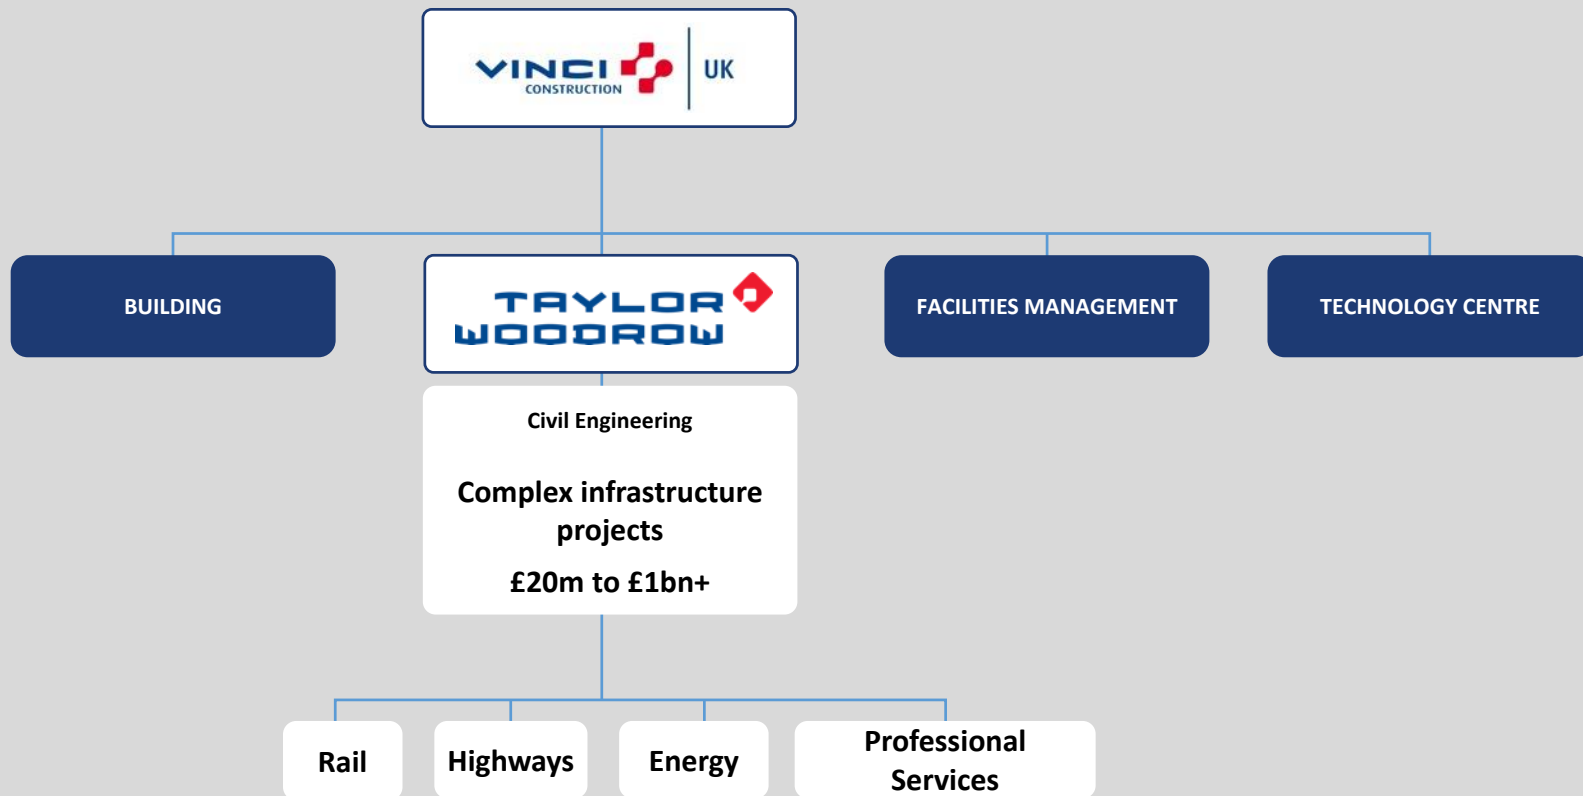 VINCI
CONSTRUCTION
UK
BUILDING
TAYLOR
WOODROW
FACILITIES MANAGEMENT
TECHNOLOGY CENTRE
Civil Engineering
Complex infrastructure
projects
£20m to £1bn+
Rail
Highways
Energy
Professional
Services